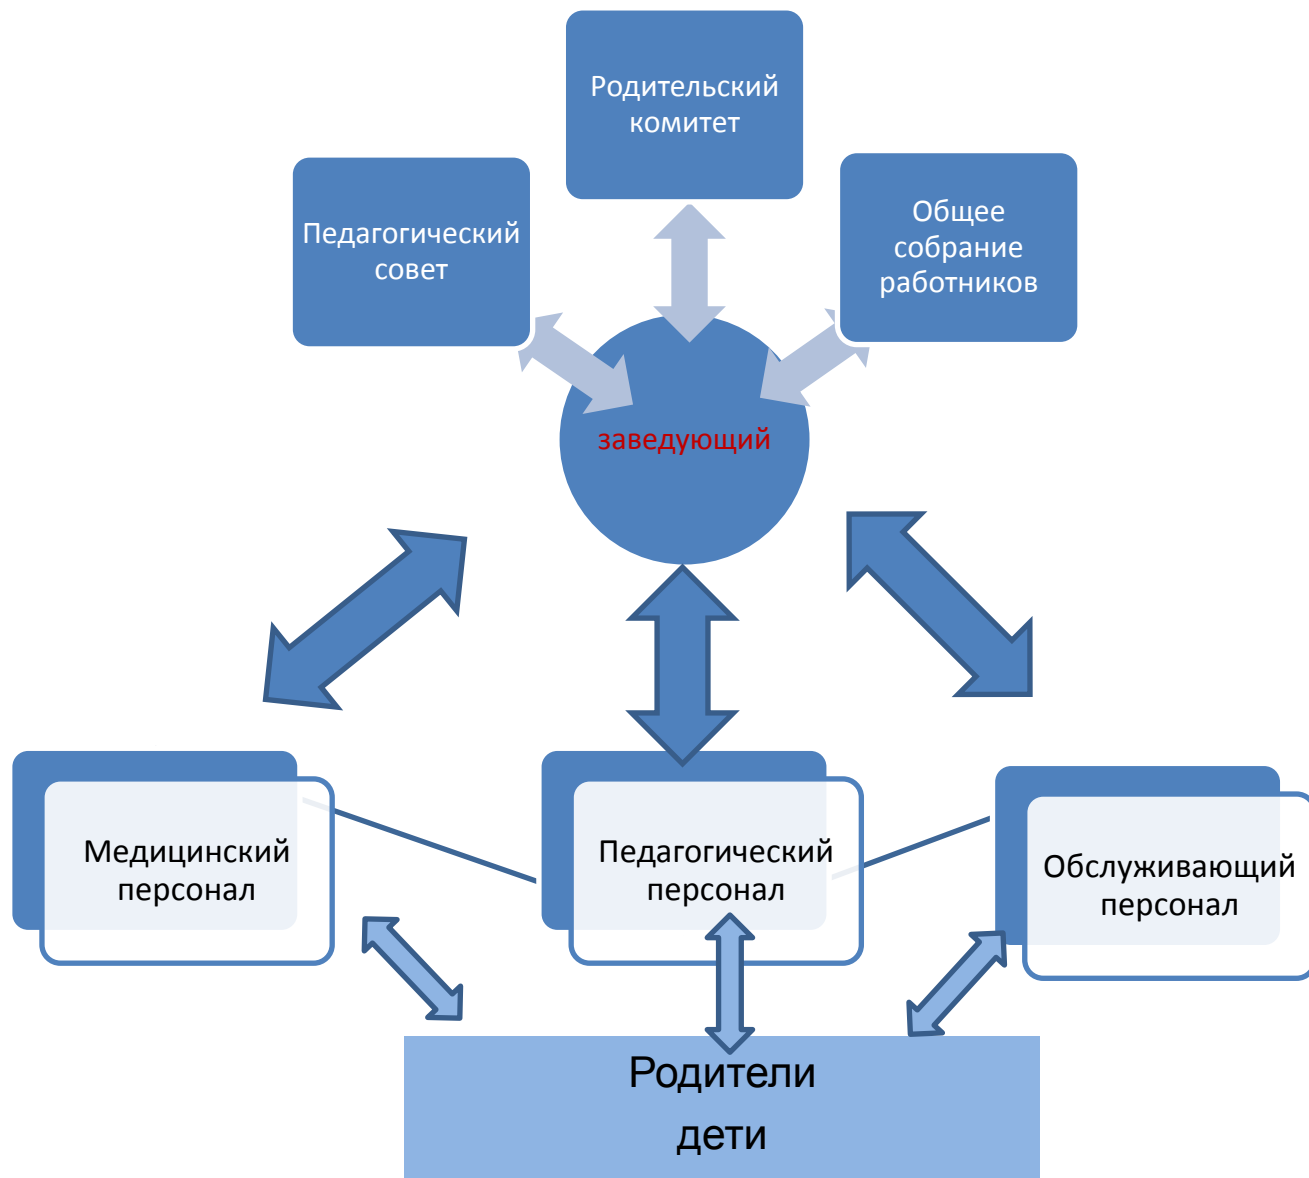 Родительский
комитет
Педагогический
совет
Общее
собрание
работников
заведующий
Медицинский
персонал
Педагогический
персонал
Обслуживающий
персонал
Родители
дети